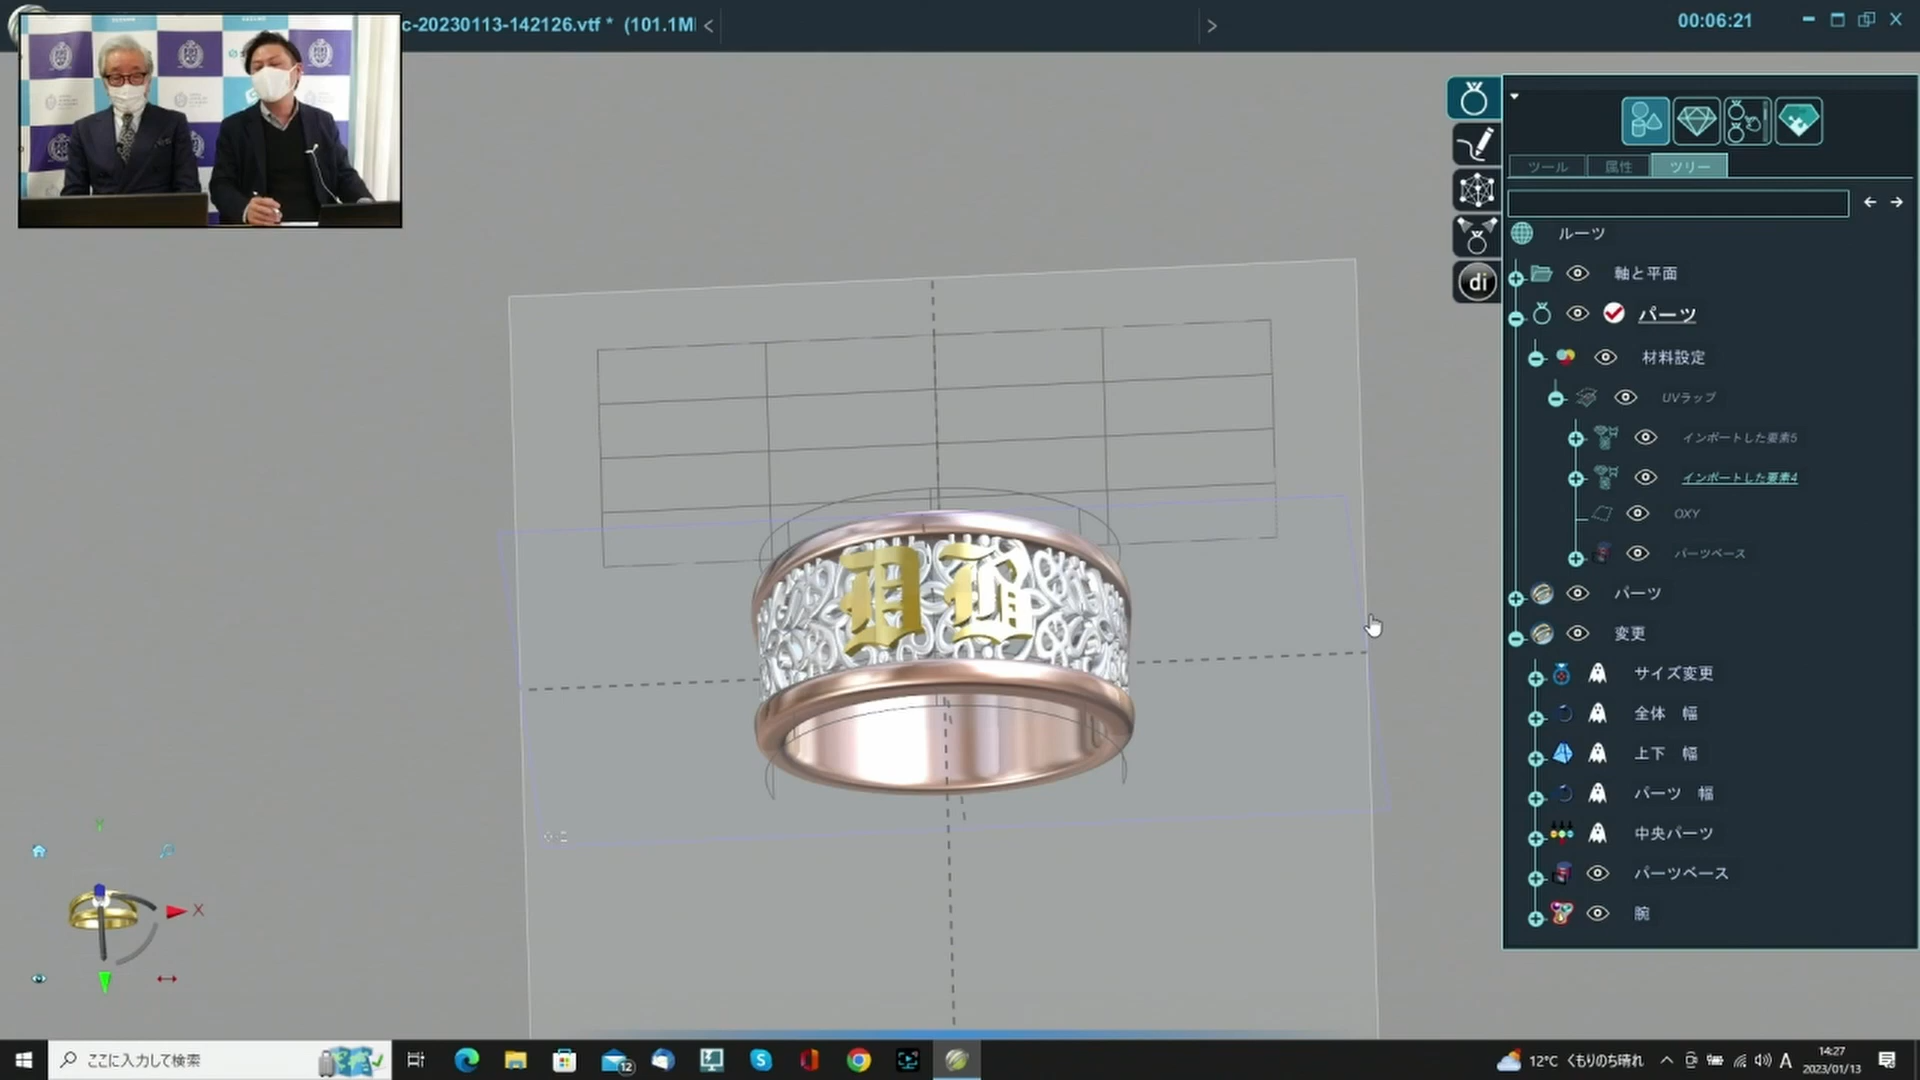 c-20230113-142126.vtf * (101.1M
<
>
00:06:21
ツール
属性
ツリー
ルーツ
軸と平面
パーツ
材料設定
UVラップ
インポートした要素5
インポートした要素4
OXY
パーツベース
パーツ
変更
サイズ変更
全体 幅
上下 幅
パーツ 幅
中央パーツ
パーツベース
腕
di
DB
Y
X
ここに入力して検索
12
12°C くもりのち晴れ
A
14:27
2023/01/13